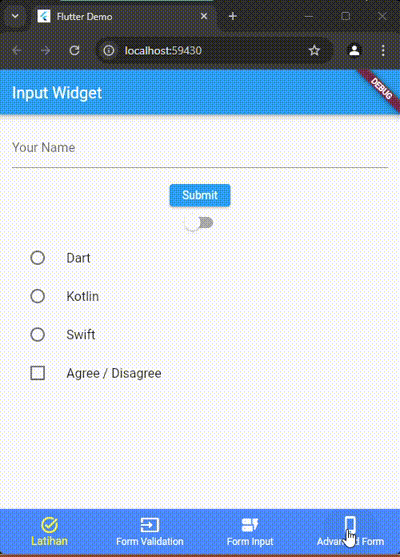 Flutter Demo
localhost:59430
Input Widget
DEBUG
Your Name
Submit
Dart
Kotlin
Swift
Agree / Disagree
Latihan
Form Validation
Form Input
Advanced Form